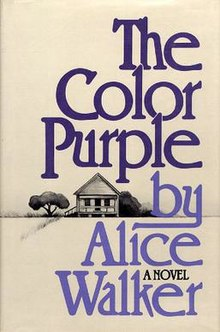 The
Color
Purple
by
Alice
A NOVEL
Walker